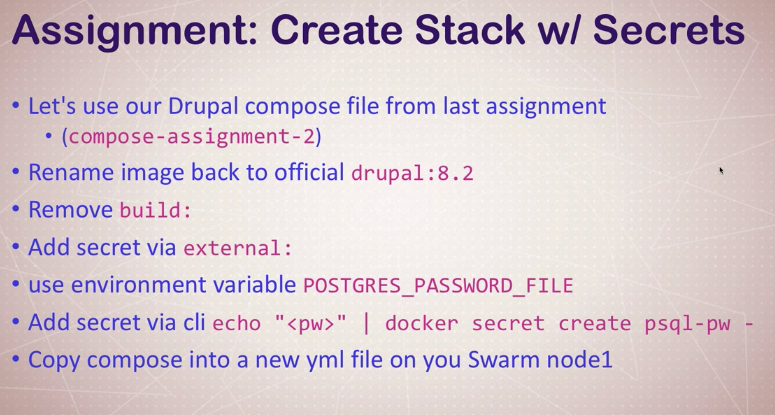 Assignment: Create Stack w/ Secrets
• Let's use our Drupal compose file from last assignment
• (compose-assignment-2)
• Rename image back to official drupal:8.2
• Remove build:
• Add secret via external:
• use environment variable POSTGRES_PASSWORD_FILE
• Add secret via cli echo "<pw>" | docker secret create psql-pw -
• Copy compose into a new yml file on you Swarm node1